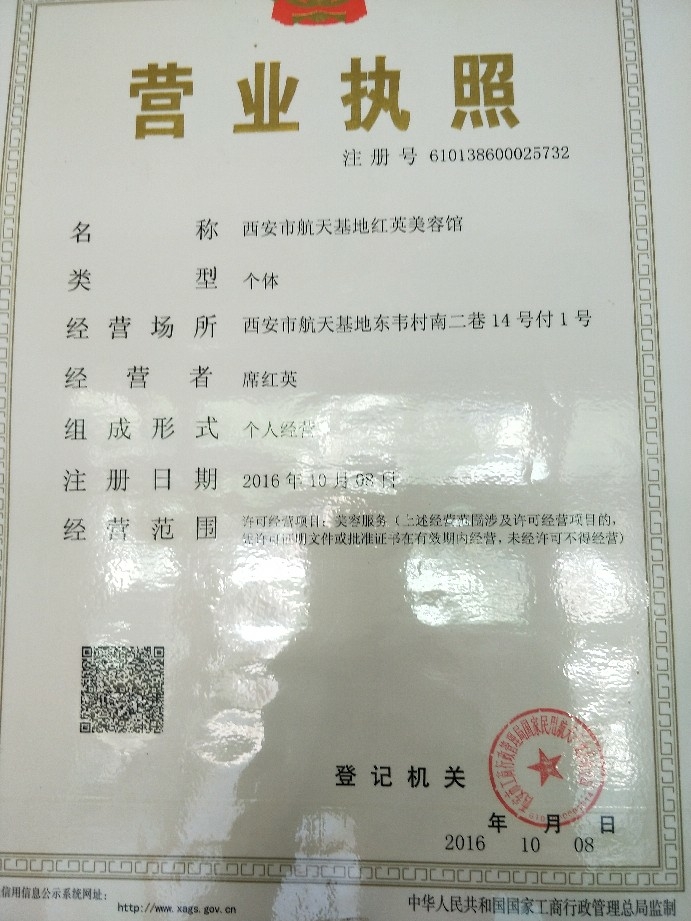 营业执照
注册号 610138600025732
名称 西安市航天基地红英美容馆
类型 个体
经营场所 西安市航天基地东韦村南二巷14号付1号
经营者 席红英
组成形式 个人经营
注册日期 2016年10月08日
经营范围 许可经营项目：美容服务（上述经营范围涉及许可经营项目的，
凭许可证明文件或批准证书在有效期内经营，未经许可不得经营）
登记机关
年 月 日
2016 10 08
信用信息公示系统网址：
http://www.xags.gov.cn
中华人民共和国国家工商行政管理总局监制